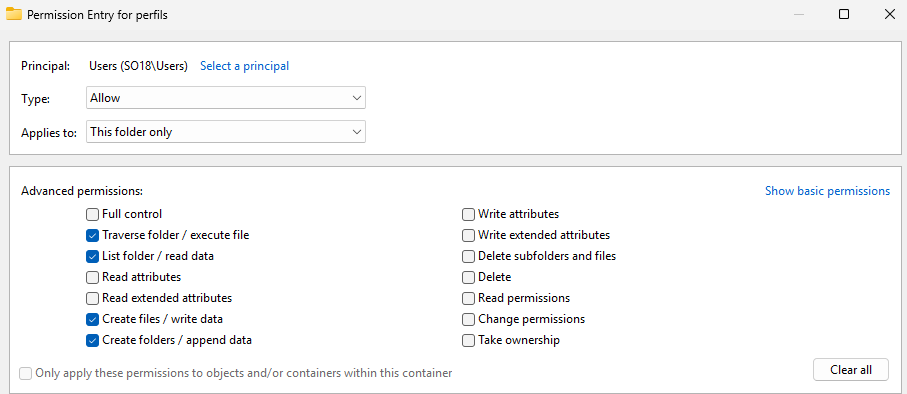 Permission Entry for perfils
Principal: Users (SO18\Users) Select a principal
Type: Allow
Applies to: This folder only
Advanced permissions: Show basic permissions
Full control Write attributes
Traverse folder / execute file Write extended attributes
List folder / read data Delete subfolders and files
Read attributes Delete
Read extended attributes Read permissions
Create files / write data Change permissions
Create folders / append data Take ownership
Only apply these permissions to objects and/or containers within this container Clear all